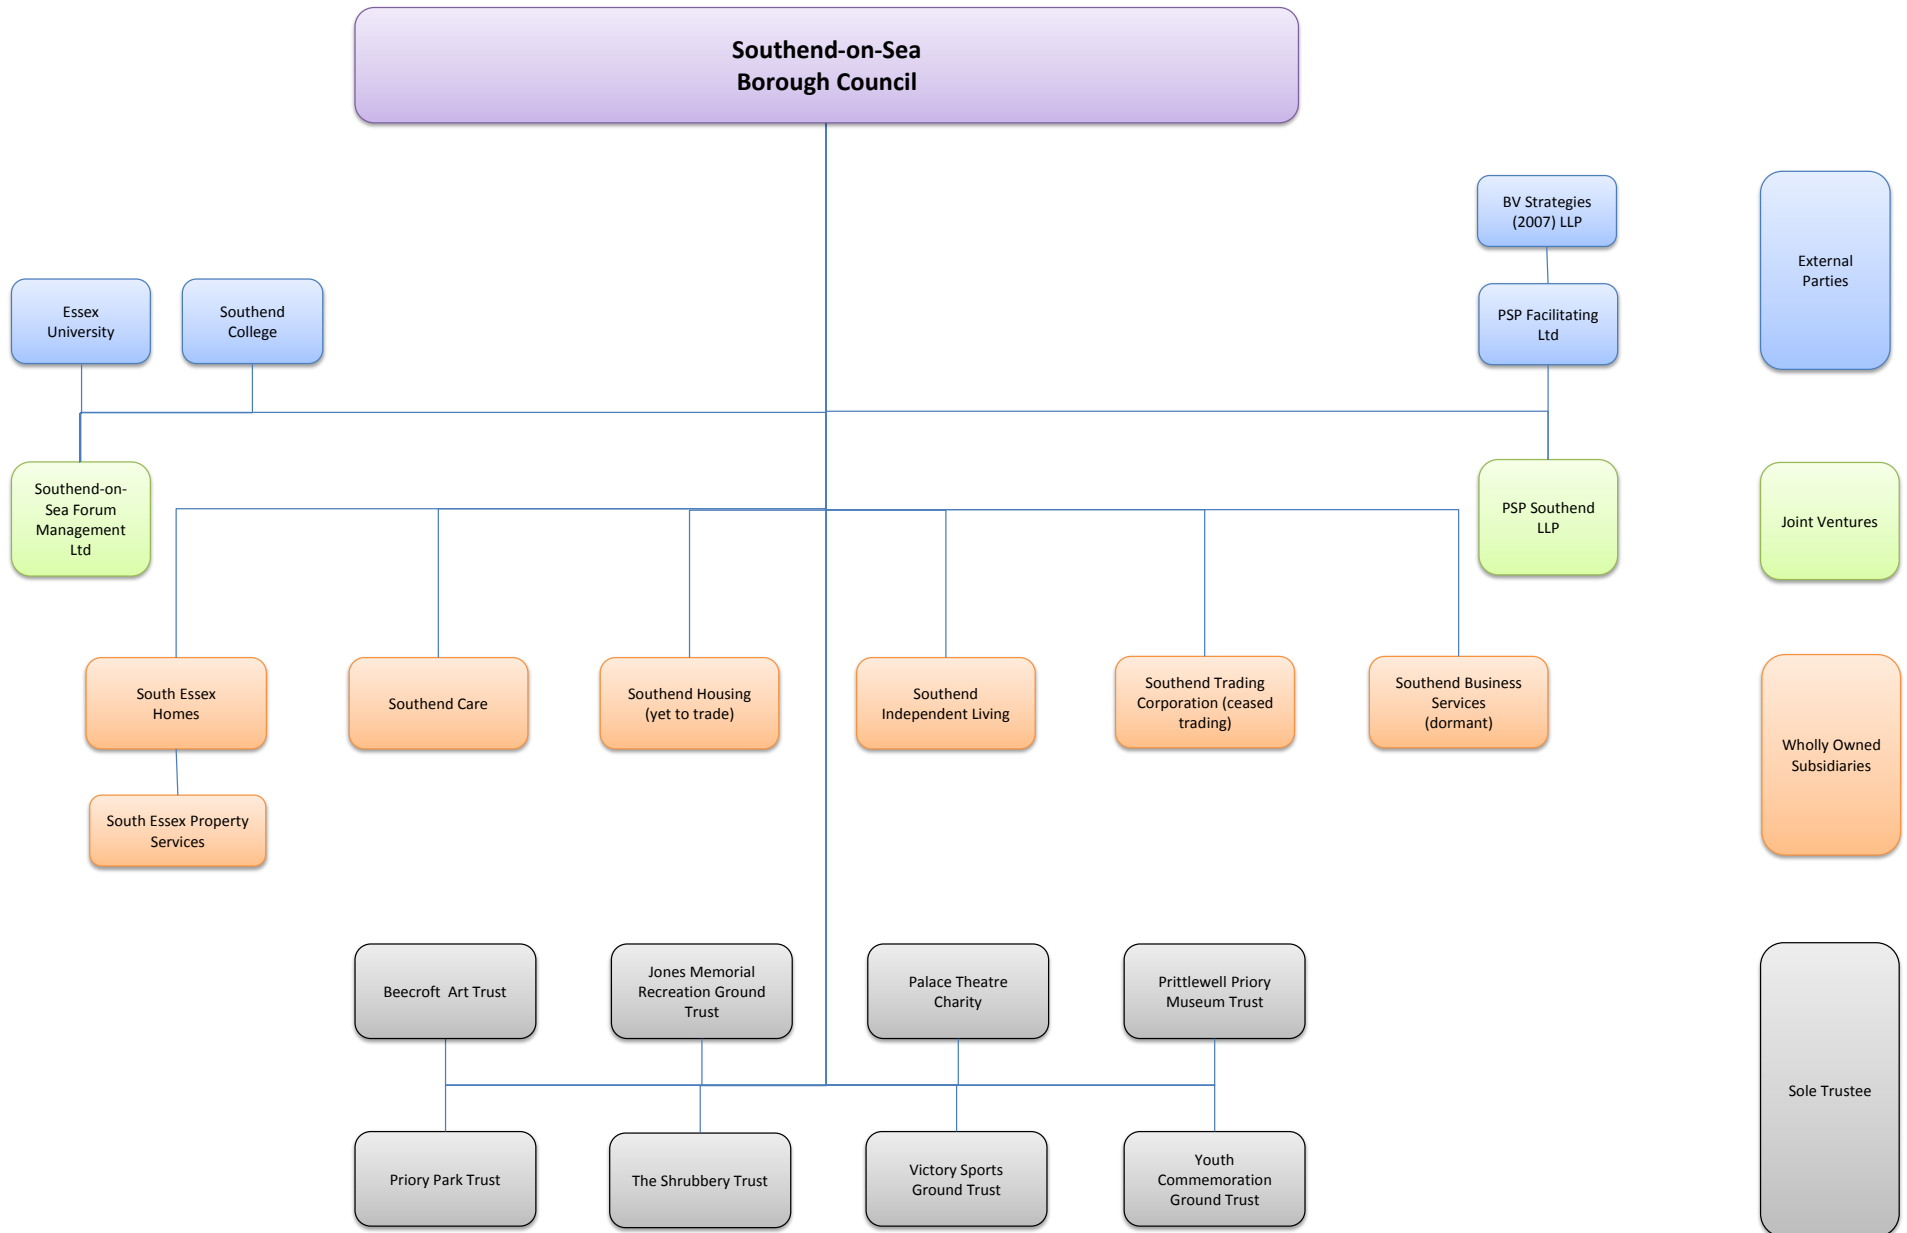 Southend-on-Sea
Borough Council
BV Strategies
(2007) LLP
External
Parties
Essex
University
Southend
College
PSP Facilitating
Ltd
Southend-on-
Sea Forum
Management
Ltd
PSP Southend
LLP
Joint Ventures
South Essex
Homes
Southend Care
Southend Housing
(yet to trade)
Southend
Independent Living
Southend Trading
Corporation (ceased
trading)
Southend Business
Services
(dormant)
Wholly Owned
Subsidiaries
South Essex Property
Services
Beecroft  Art Trust
Jones Memorial
Recreation Ground
Trust
Palace Theatre
Charity
Prittlewell Priory
Museum Trust
Sole Trustee
Priory Park Trust
The Shrubbery Trust
Victory Sports
Ground Trust
Youth
Commemoration
Ground Trust